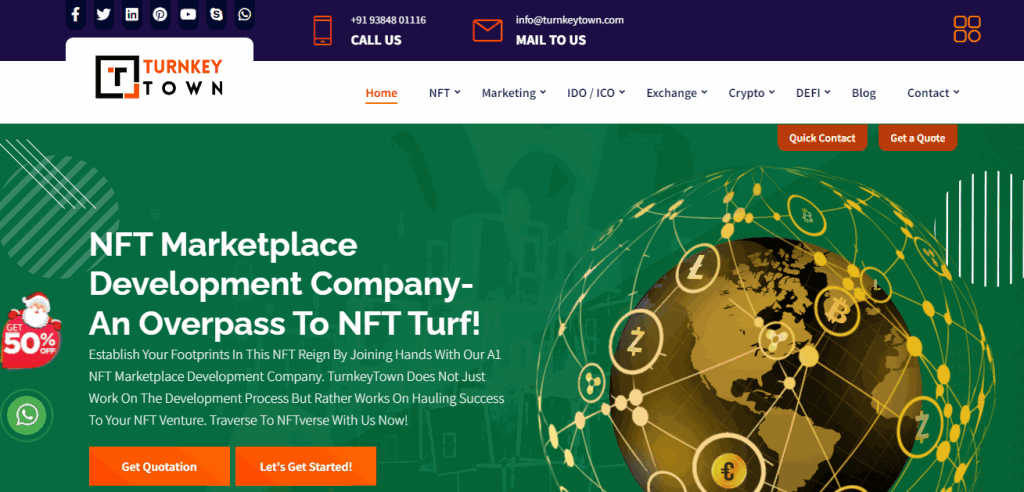 +91 93848 01116
CALL US
info@turnkeytown.com
MAIL TO US
TURNKEY
TOWN
Home
NFT
Marketing
IDO / ICO
Exchange
Crypto
DEFI
Blog
Contact
Quick Contact
Get a Quote
NFT Marketplace
Development Company-
An Overpass To NFT Turf!
Establish Your Footprints In This NFT Reign By Joining Hands With Our A1
NFT Marketplace Development Company. TurnkeyTown Does Not Just
Work On The Development Process But Rather Works On Hauling Success
To Your NFT Venture. Traverse To NFTverse With Us Now!
GET
50%
OFF
Get Quotation
Let's Get Started!